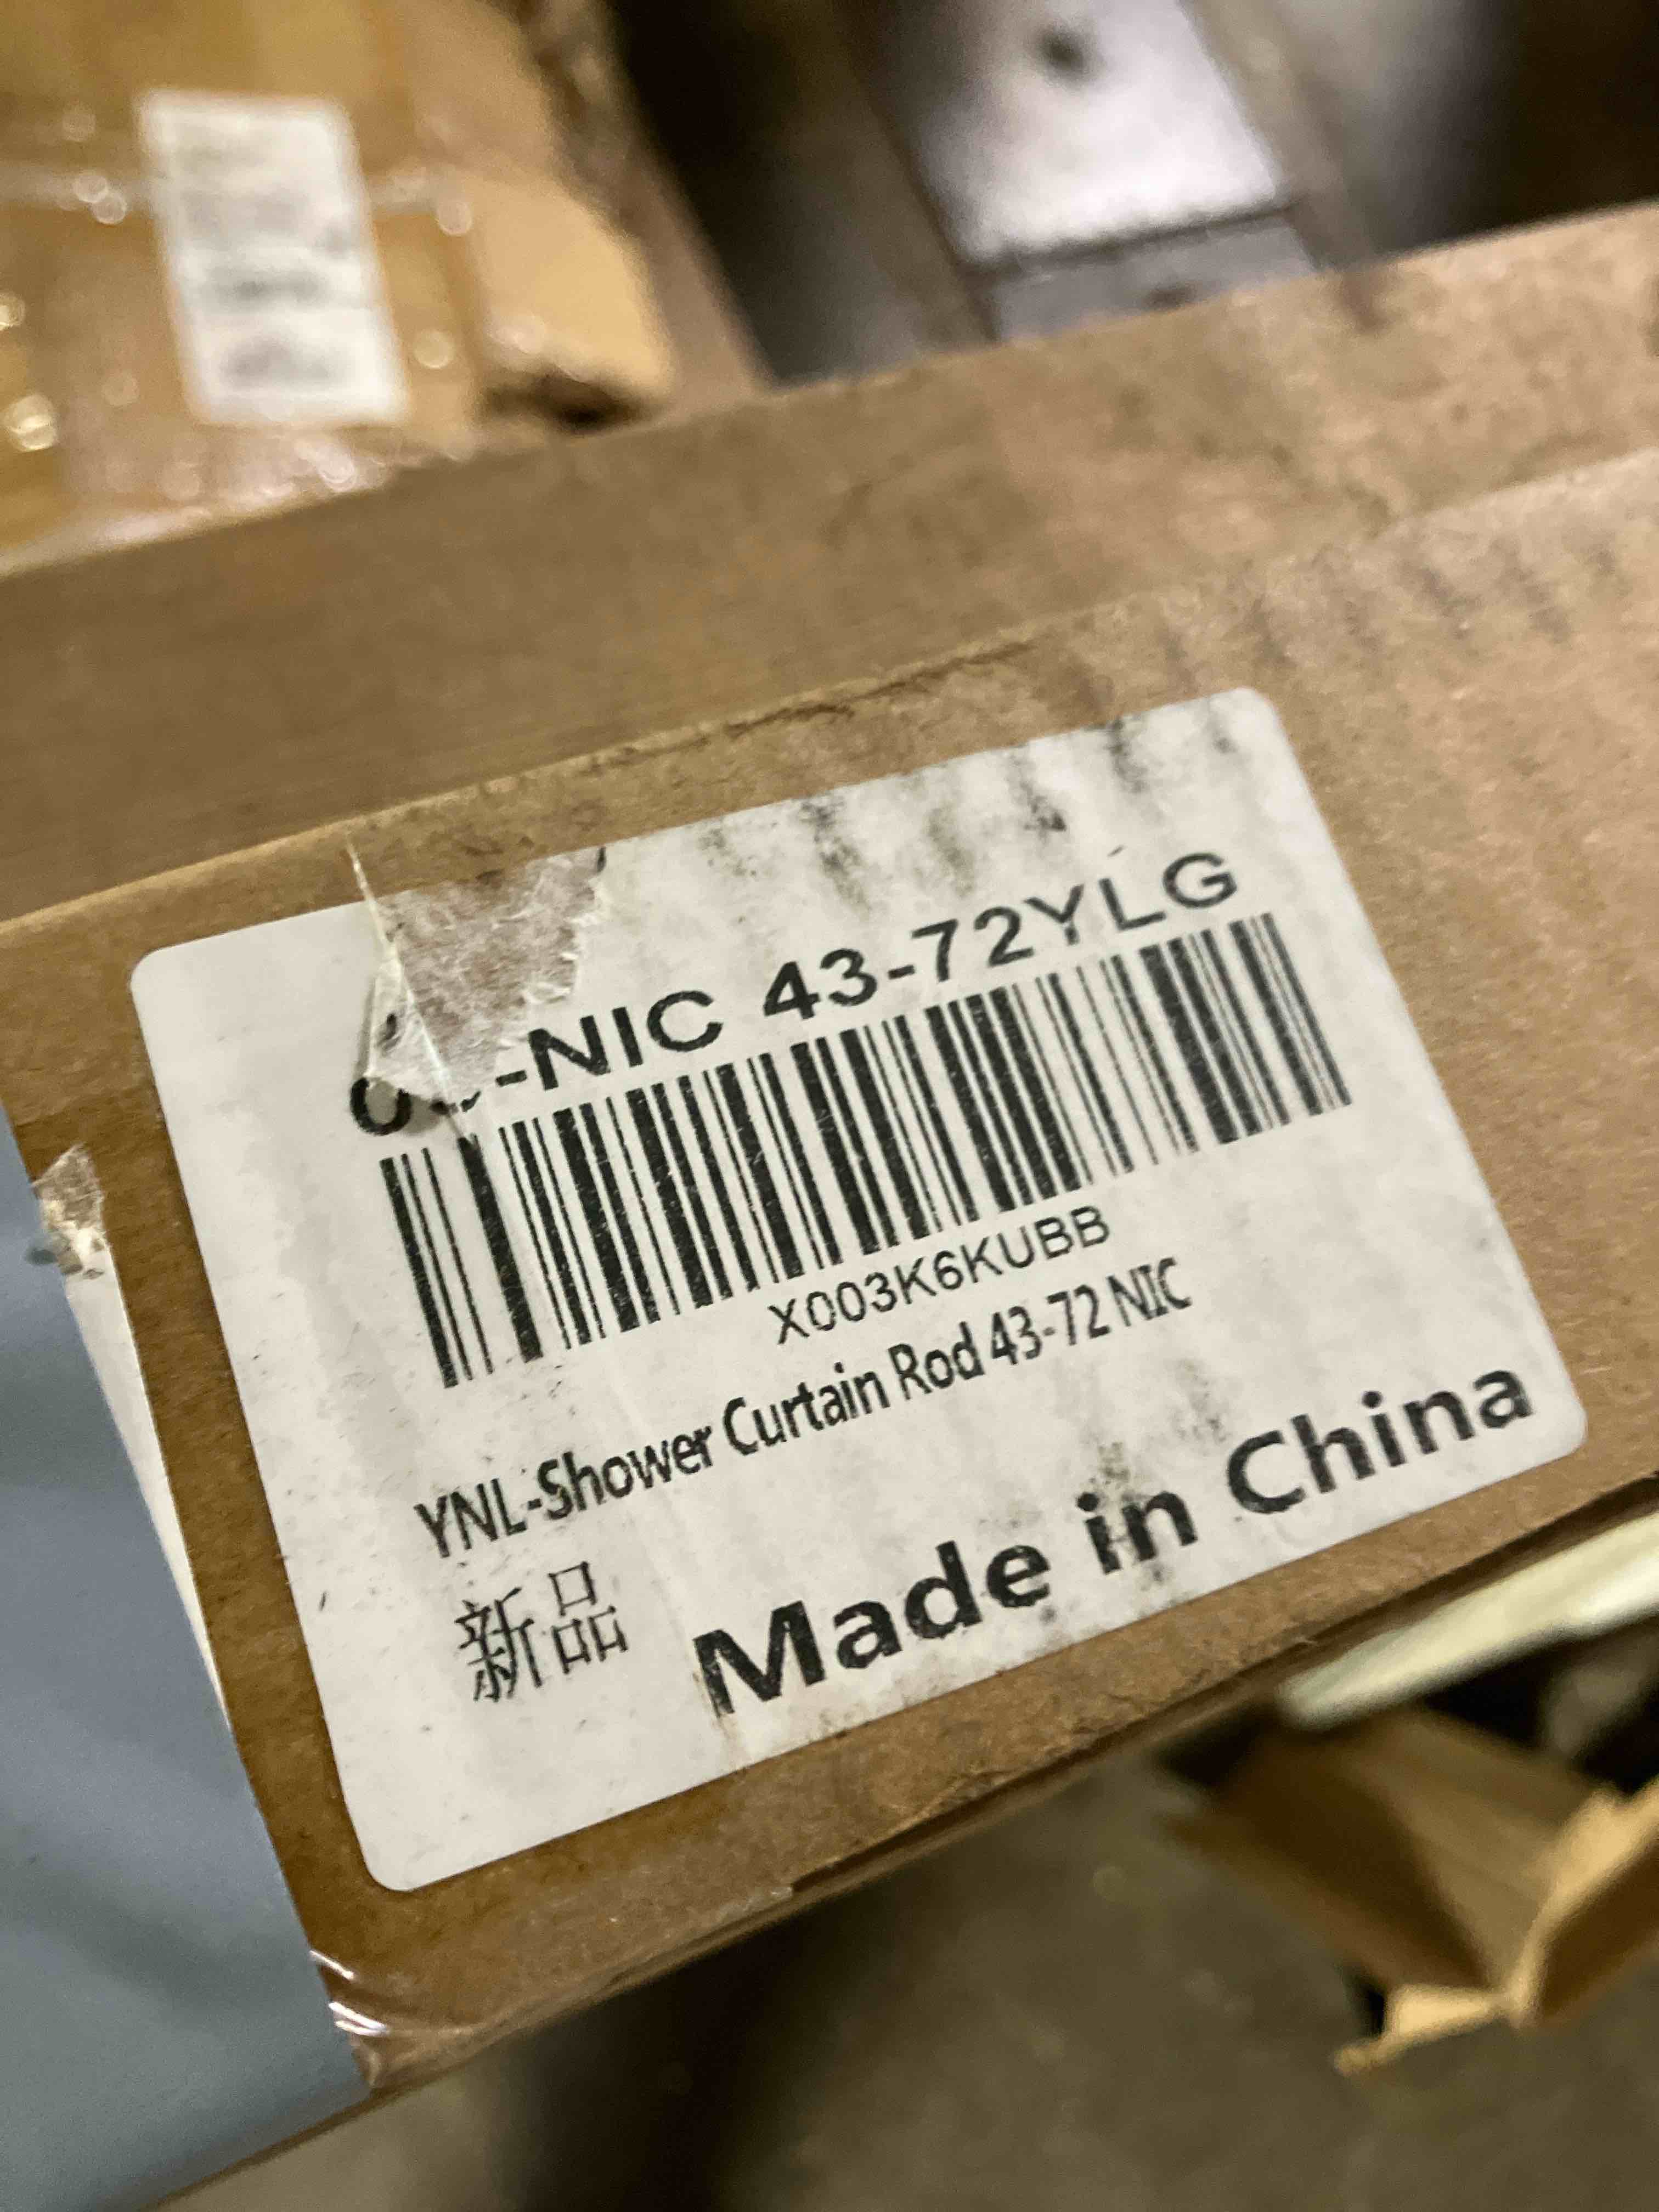 -NIC 43-72YLG
X003K6KUBB
YNL-Shower Curtain Rod 43-72 NIC
新品
Made in China